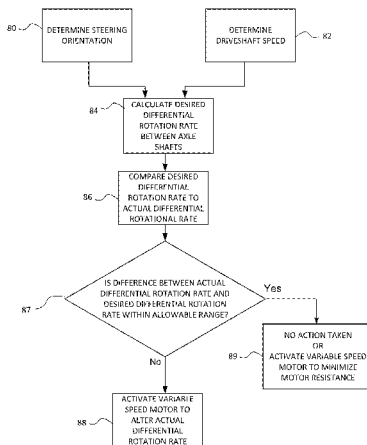 80
DETERMINE STEERING
ORIENTATION
DETERMINE
DRIVESHAFT SPEED
82
84
CALCULATE DESIRED
DIFFERENTIAL
ROTATION RATE
BETWEEN AXLE
SHAFTS
86
COMPARE DESIRED
DIFFERENTIAL
ROTATION RATE TO
ACTUAL DIFFERENTIAL
ROTATIONAL RATE
87
IS DIFFERENCE BETWEEN ACTUAL
DIFFERENTIAL ROTATION RATE AND
DESIRED DIFFERENTIAL ROTATION
RATE WITHIN ALLOWABLE RANGE?
Yes
No
89
NO ACTION TAKEN
OR
ACTIVATE VARIABLE SPEED
MOTOR TO MINIMIZE
MOTOR RESISTANCE
88
ACTIVATE VARIABLE
SPEED MOTOR TO
ALTER ACTUAL
DIFFERENTIAL
ROTATION RATE